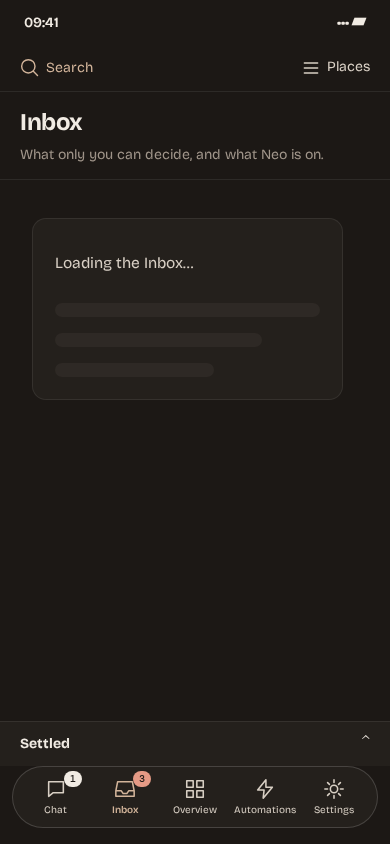 09:41
Search
Places
Inbox
What only you can decide, and what Neo is on.
Loading the Inbox...
Settled
1
3
Chat
Inbox
Overview
Automations
Settings